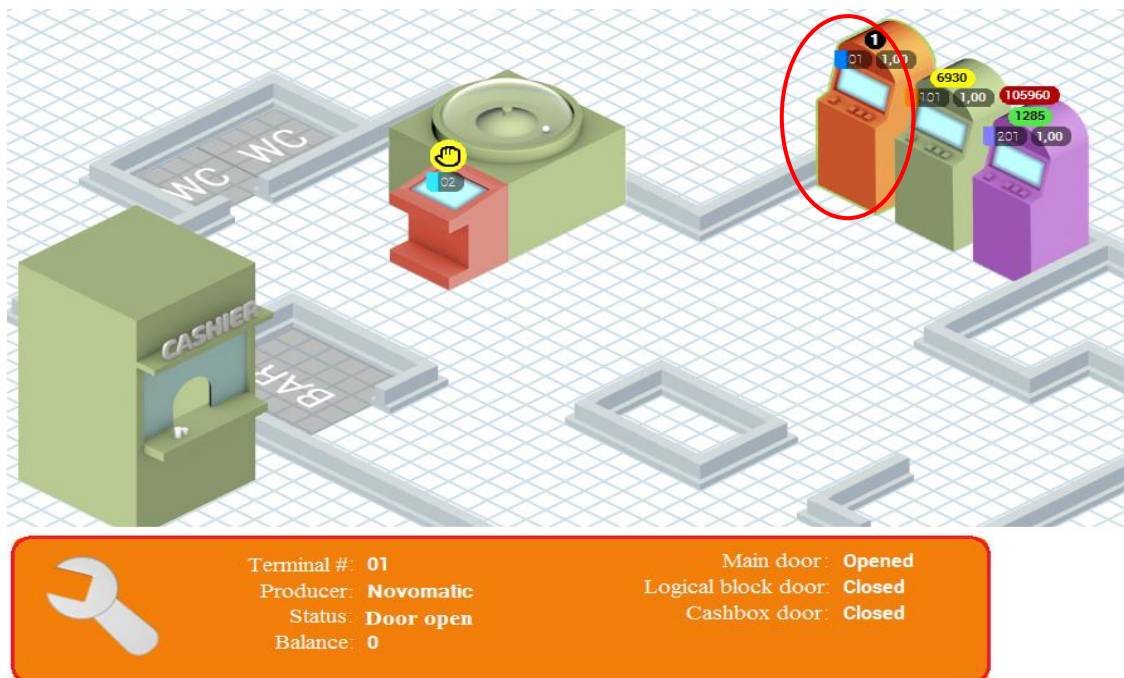 1
01 1,00
6930
101 1,00
105960
1285
201 1,00
WC WC
02
CASHIER
BAR
Terminal #: 01
Producer: Novomatic
Status: Door open
Balance: 0
Main door: Opened
Logical block door: Closed
Cashbox door: Closed